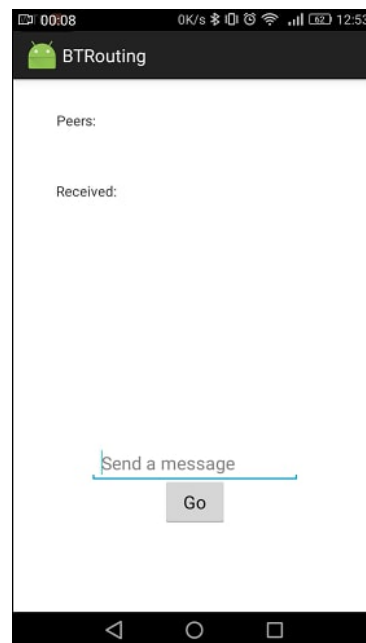 00:08 0K/s 62 12:53
BTRouting
Peers:
Received:
Send a message
Go